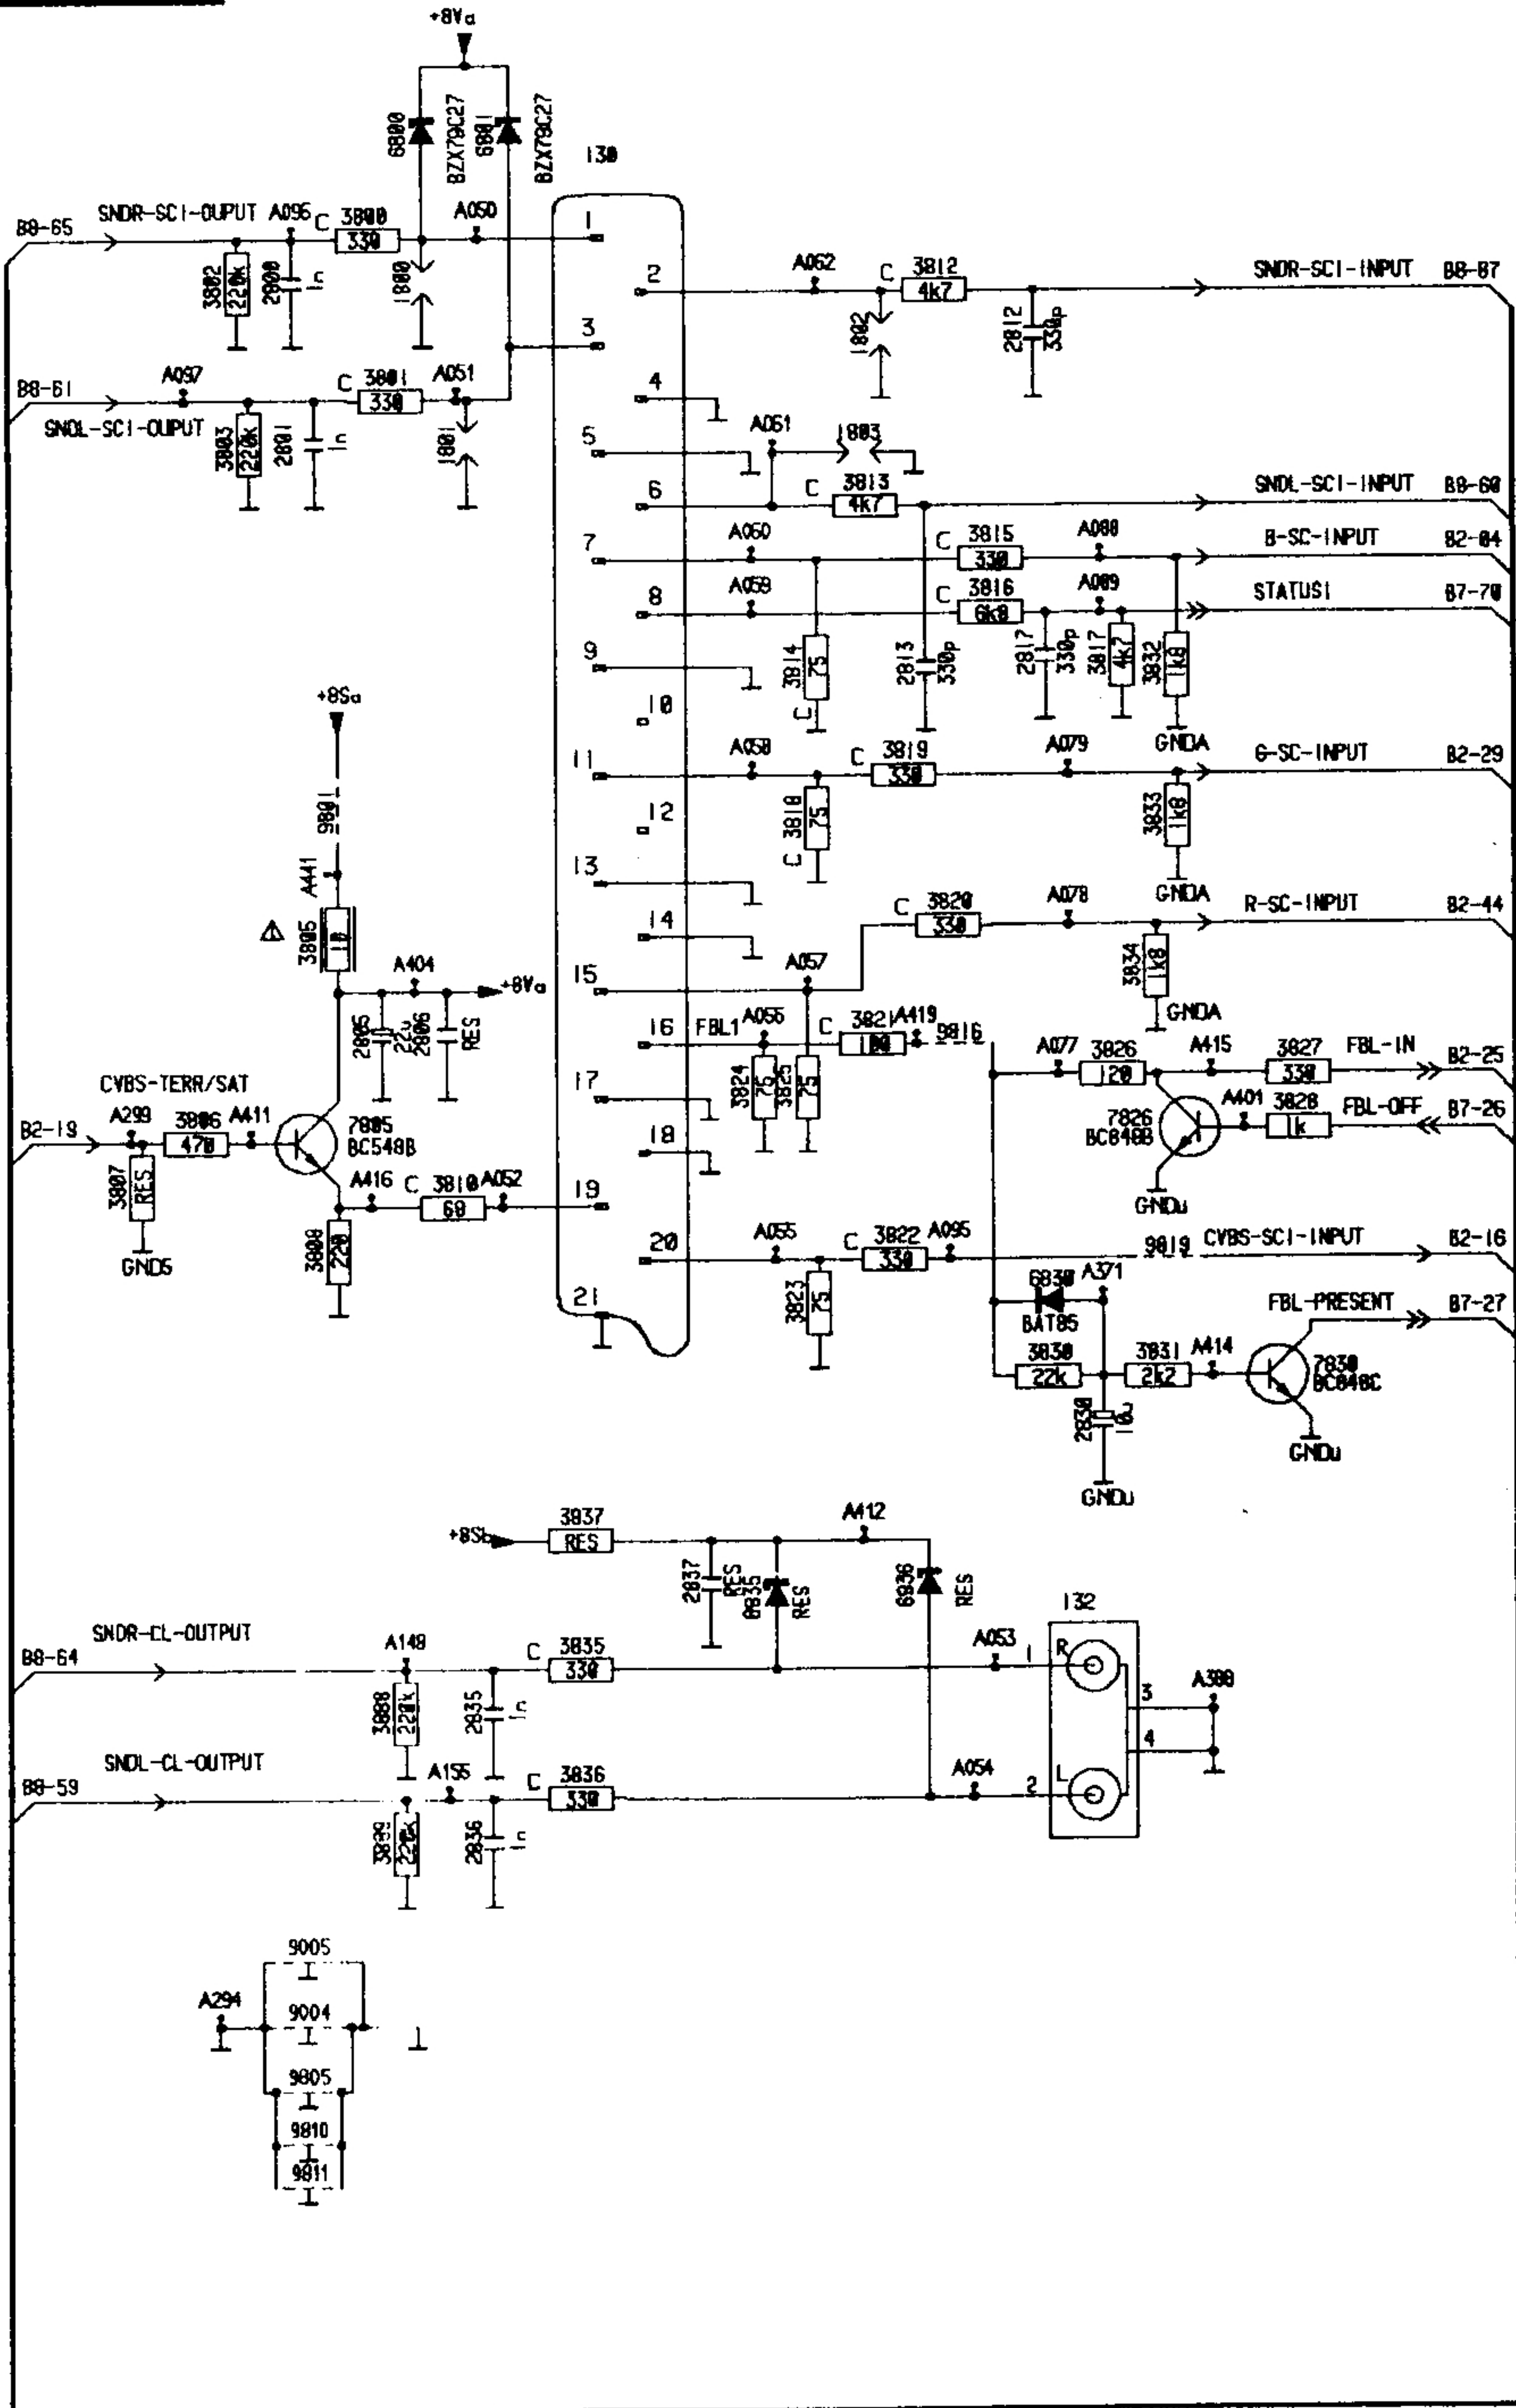 +8Va
6800
BZX79C27
6801
BZX79C27
130
B8-65
SNDR-SC1-OUPUT
A096
C
3800
330
A050
1
3802
220k
2800
1n
1800
2
A062
C
3812
4k7
SNDR-SC1-INPUT
B8-67
1802
2812
330p
3
B8-61
A097
C
3801
330
A051
SNDL-SC1-OUPUT
3803
220k
2801
1n
1801
4
5
A061
1803
6
C
3813
4k7
SNDL-SC1-INPUT
B8-60
7
A060
C
3815
330
A088
B-SC-INPUT
B2-84
8
A059
C
3816
6k8
A089
STATUS1
B7-70
9
3814
75
C
2813
330p
2817
330p
3817
4k7
3832
1k8
GNDA
+8Sa
10
11
A058
C
3819
330
A079
G-SC-INPUT
B2-29
9801
12
C
3818
75
3833
1k8
GNDA
A441
13
3805
10
14
C
3820
330
A078
R-SC-INPUT
B2-44
A404
+8Va
15
A057
3834
1k8
GNDA
2805
2806
RES
16
FBL1
A056
C
3821
100
A419
9816
3824
75
3825
75
A077
3826
120
A415
3827
330
FBL-IN
B2-25
CVBS-TERR/SAT
17
A401
3828
1k
FBL-OFF
B7-26
7826
BC848B
GNDu
B2-19
A299
3806
470
A411
7805
BC548B
18
3807
RES
GNDS
A416
C
3810
68
A052
19
3808
220
20
A055
C
3822
330
A095
9819
CVBS-SC1-INPUT
B2-16
3823
75
21
6830
A371
BAT85
FBL-PRESENT
B7-27
3830
22k
3831
2k2
A414
7830
BC848C
2830
GNDu
GNDu
+8Sb
3837
RES
A412
2837
RES
6835
RES
6836
RES
132
B8-64
SNDR-CL-OUTPUT
A149
C
3835
330
A053
1
R
3888
220k
2835
1n
3
A388
4
B8-59
SNDL-CL-OUTPUT
A155
C
3836
330
A054
2
L
3889
220k
2836
1n
9005
A294
9004
9805
9810
9811